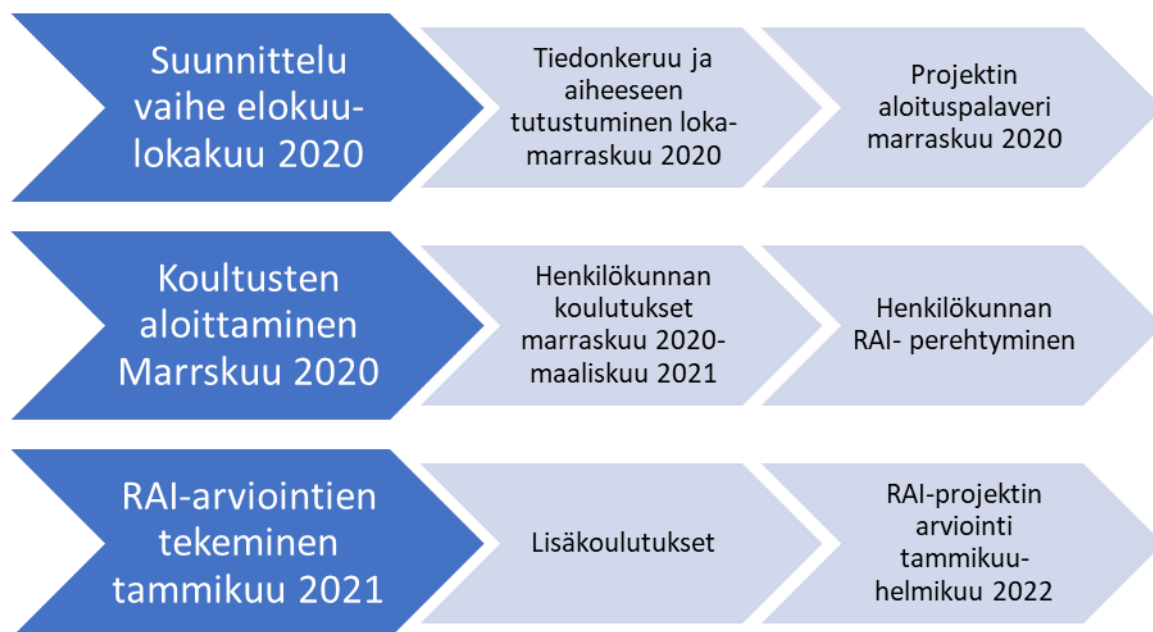 Suunnittelu
vaihe elokuu-
lokakuu 2020
Tiedonkeruu ja
aiheeseen
tutustuminen loka-
marraskuu 2020
Projektin
aloituspalaveri
marraskuu 2020
Koultusten
aloittaminen
Marrskuu 2020
Henkilökunnan
koulutukset
marraskuu 2020-
maaliskuu 2021
Henkilökunnan
RAI- perehtyminen
RAI-arviointien
tekeminen
tammikuu 2021
Lisäkoulutukset
RAI-projektin
arviointi
tammikuu-
helmikuu 2022